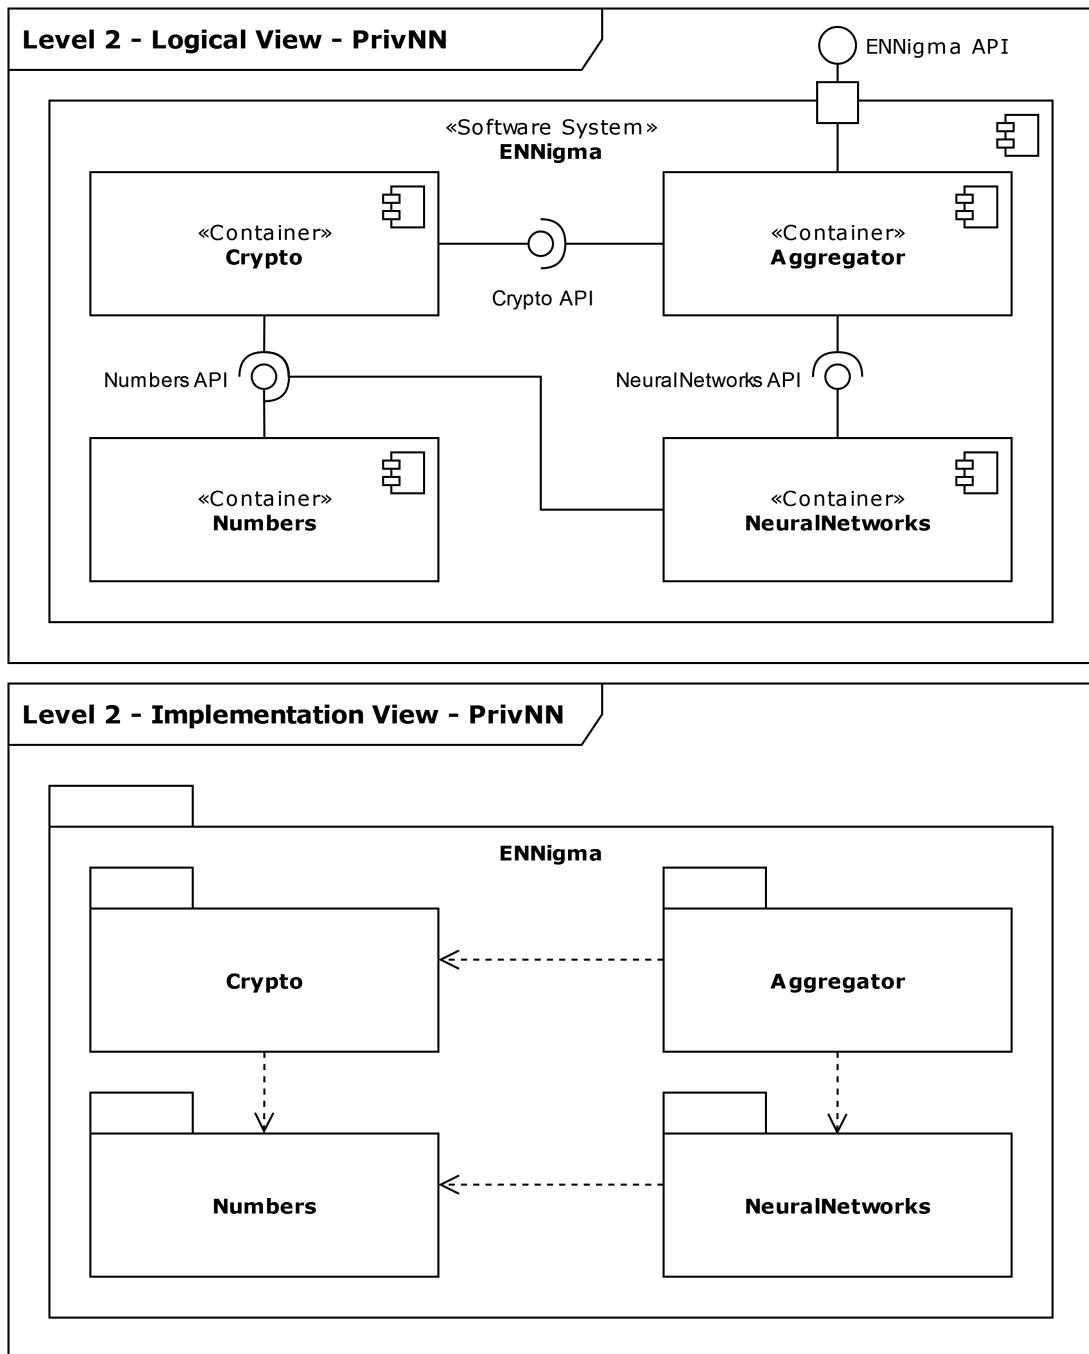 Level 2 - Logical View - PrivNN
ENNigma API
«Software System»
ENNigma
«Container»
Crypto
«Container»
Aggregator
Crypto API
Numbers API
NeuralNetworks API
«Container»
Numbers
«Container»
NeuralNetworks
Level 2 - Implementation View - PrivNN
ENNigma
Crypto
Aggregator
Numbers
NeuralNetworks